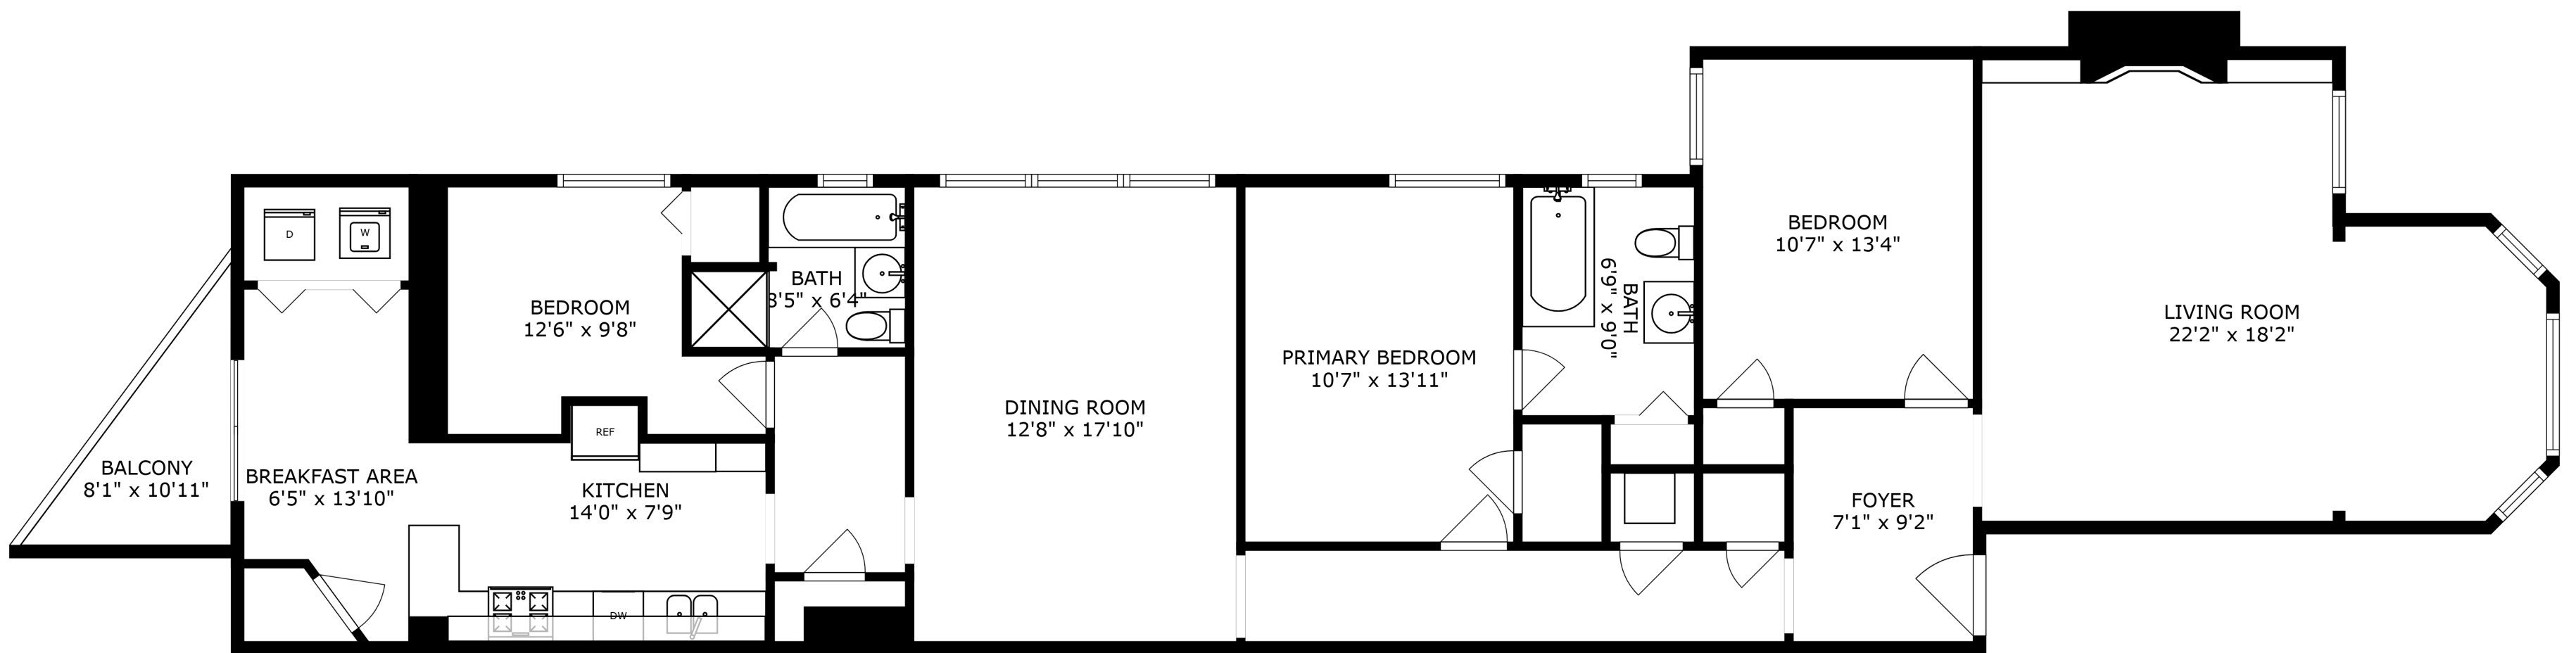 D
W
BALCONY
8'1" x 10'11"
BREAKFAST AREA
6'5" x 13'10"
BEDROOM
12'6" x 9'8"
REF
KITCHEN
14'0" x 7'9"
DW
BATH
8'5" x 6'4"
DINING ROOM
12'8" x 17'10"
PRIMARY BEDROOM
10'7" x 13'11"
BATH
6'9" x 9'0"
BEDROOM
10'7" x 13'4"
FOYER
7'1" x 9'2"
LIVING ROOM
22'2" x 18'2"